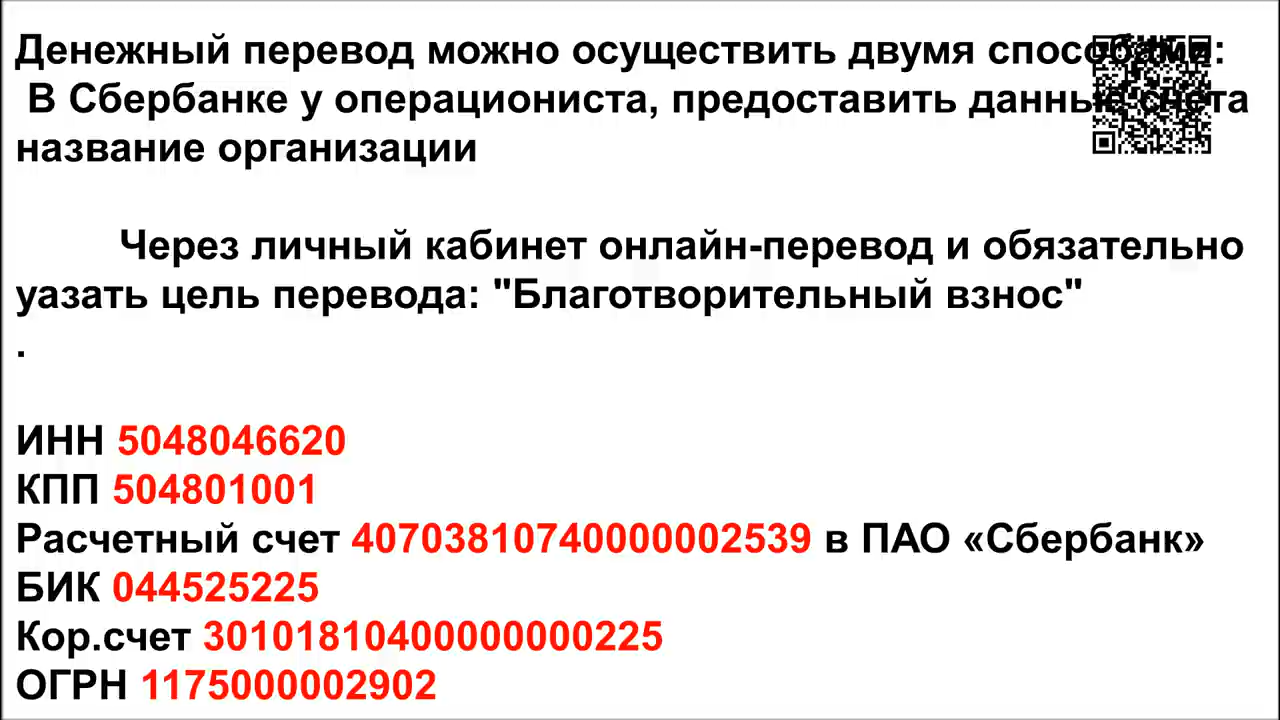 Денежный перевод можно осуществить двумя способами:
В Сбербанке у операциониста, предоставить данные счета
название организации
Через личный кабинет онлайн-перевод и обязательно
уазать цель перевода: "Благотворительный взнос"
.
ИНН 5048046620
КПП 504801001
Расчетный счет 40703810740000002539 в ПАО «Сбербанк»
БИК 044525225
Кор.счет 30101810400000000225
ОГРН 1175000002902